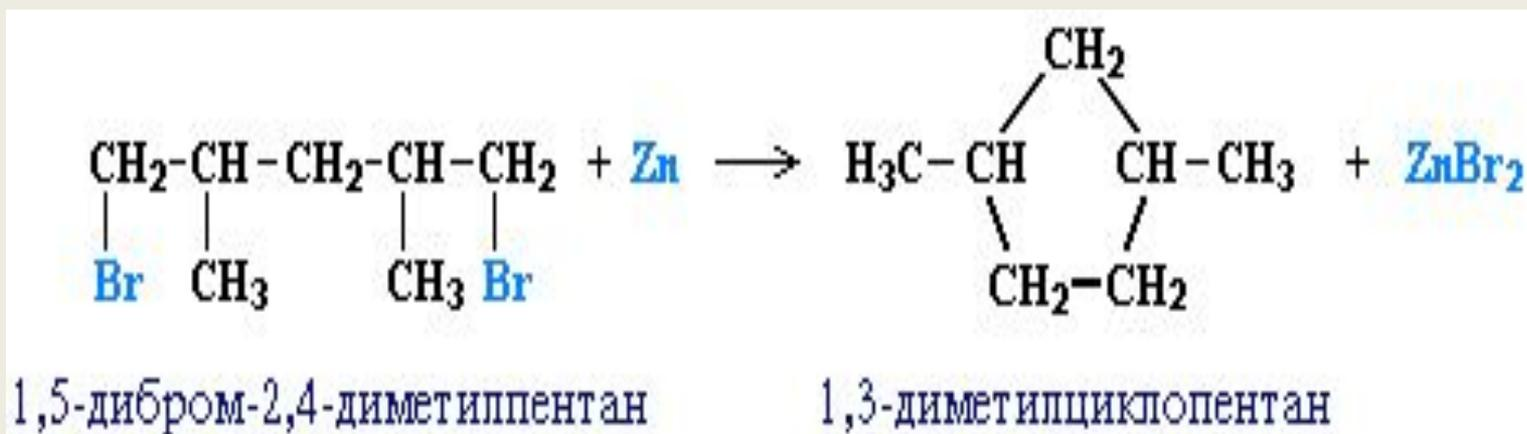 CH₂
CH₂-CH-CH₂-CH-CH₂ + Zn → H₃C-CH CH-CH₃ + ZnBr₂
Br CH₃ CH₃ Br CH₂-CH₂
1,5-дибром-2,4-диметилпентан 1,3-диметилциклопентан